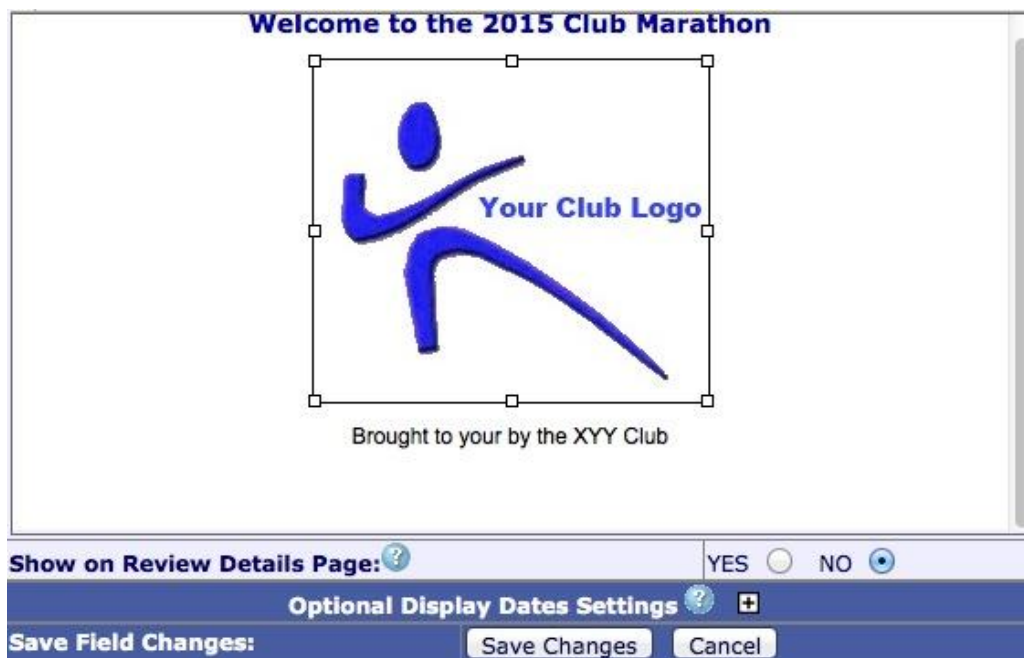 Welcome to the 2015 Club Marathon
Your Club Logo
Brought to your by the XYY Club
Show on Review Details Page:?
YES NO
Optional Display Dates Settings ? +
Save Field Changes:
Save Changes Cancel